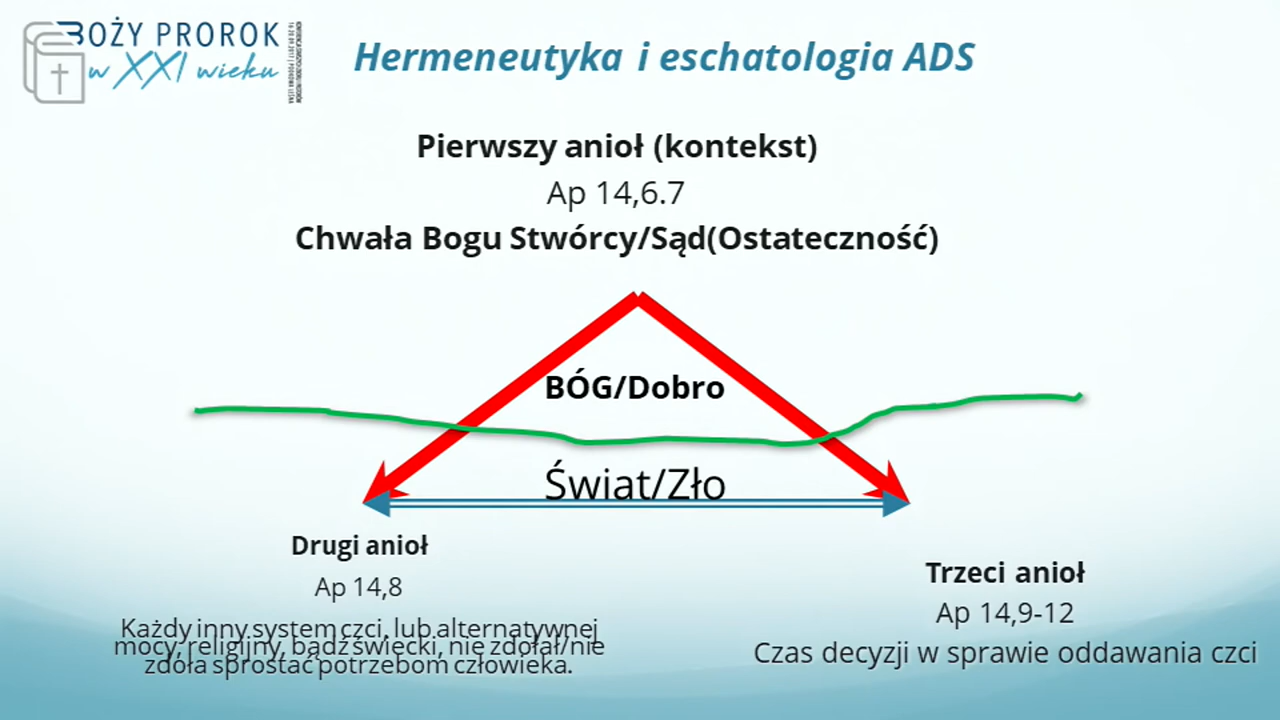 BOŻY PROROK
w XXI wieku
Hermeneutyka i eschatologia ADS
Pierwszy anioł (kontekst)
Ap 14,6.7
Chwała Bogu Stwórcy/Sąd(Ostateczność)
BÓG/Dobro
Świat/Zło
Drugi anioł
Ap 14,8
Każdy inny system czci, lub alternatywnej
mocy, religijny, bądź świecki, nie zdołał/nie
zdoła sprostać potrzebom człowieka.
Trzeci anioł
Ap 14,9-12
Czas decyzji w sprawie oddawania czci